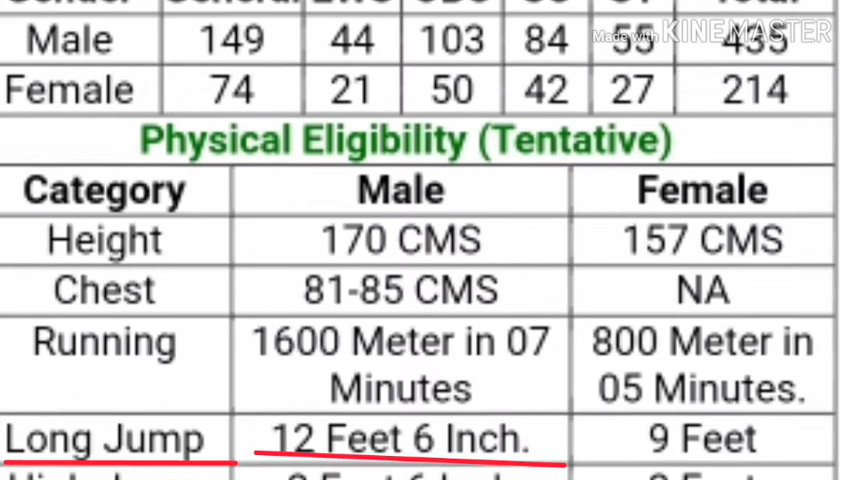 Made with KINEMASTER
Male 149 44 103 84 55 435
Female 74 21 50 42 27 214
Physical Eligibility (Tentative)
Category Male Female
Height 170 CMS 157 CMS
Chest 81-85 CMS NA
Running 1600 Meter in 07 800 Meter in
Minutes 05 Minutes.
Long Jump 12 Feet 6 Inch. 9 Feet